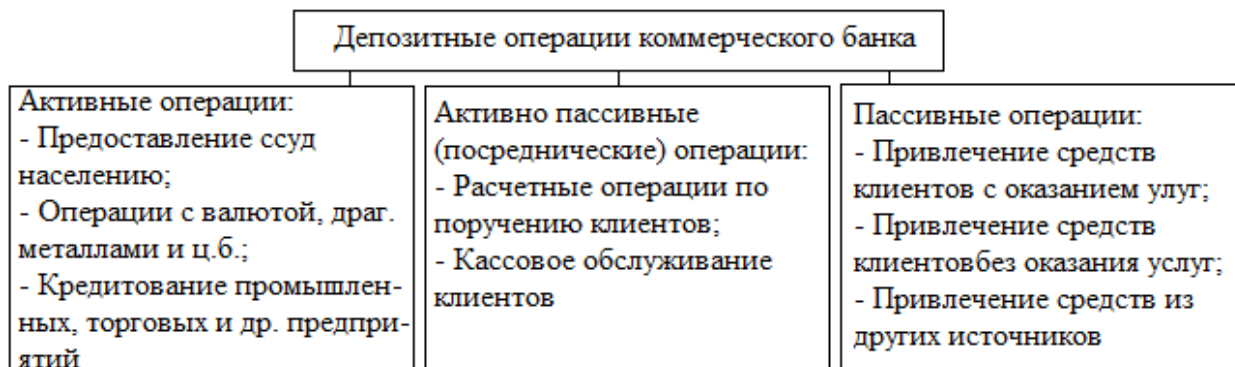 Депозитные операции коммерческого банка
Активные операции:
- Предоставление ссуд
населению;
- Операции с валютой, драг.
металлами и ц.б.;
- Кредитование промышлен-
ных, торговых и др. предпри-
ятий
Активно пассивные
(посреднические) операции:
- Расчетные операции по
поручению клиентов;
- Кассовое обслуживание
клиентов
Пассивные операции:
- Привлечение средств
клиентов с оказанием улуг;
- Привлечение средств
клиентовбез оказания услуг;
- Привлечение средств из
других источников